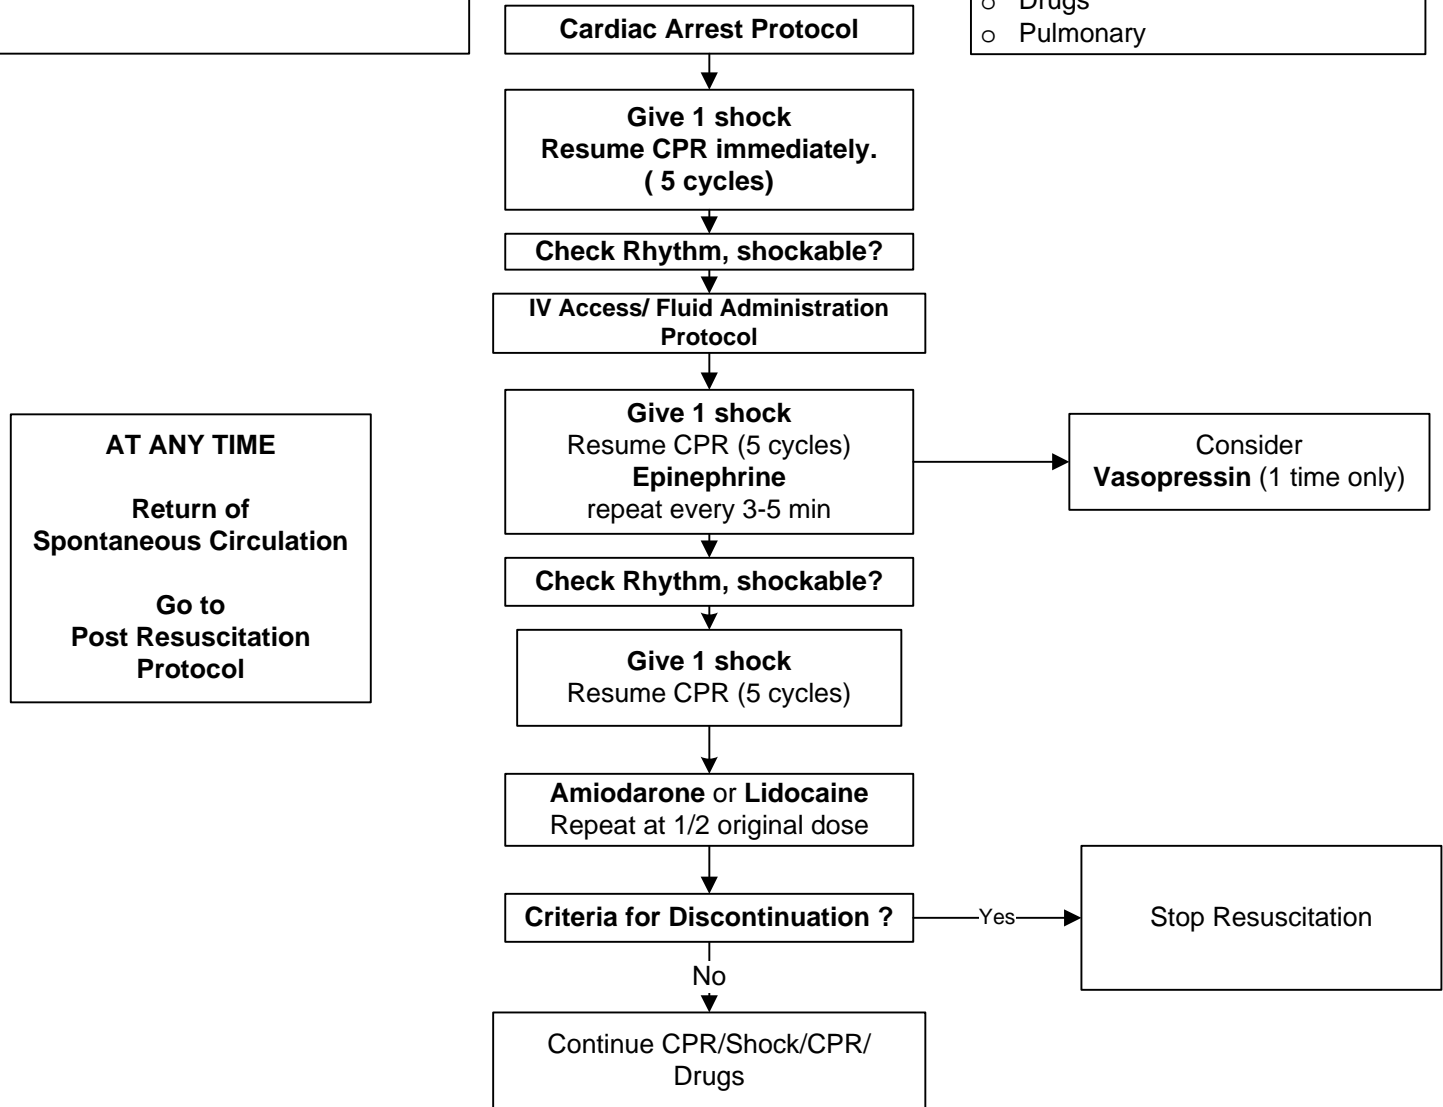 o Drugs
o Pulmonary
Cardiac Arrest Protocol
Give 1 shock
Resume CPR immediately.
( 5 cycles)
Check Rhythm, shockable?
IV Access/ Fluid Administration
Protocol
Give 1 shock
Resume CPR (5 cycles)
Epinephrine
repeat every 3-5 min
Consider
Vasopressin (1 time only)
AT ANY TIME
Return of
Spontaneous Circulation
Go to
Post Resuscitation
Protocol
Check Rhythm, shockable?
Give 1 shock
Resume CPR (5 cycles)
Amiodarone or Lidocaine
Repeat at 1/2 original dose
Criteria for Discontinuation ?
Yes
Stop Resuscitation
No
Continue CPR/Shock/CPR/
Drugs